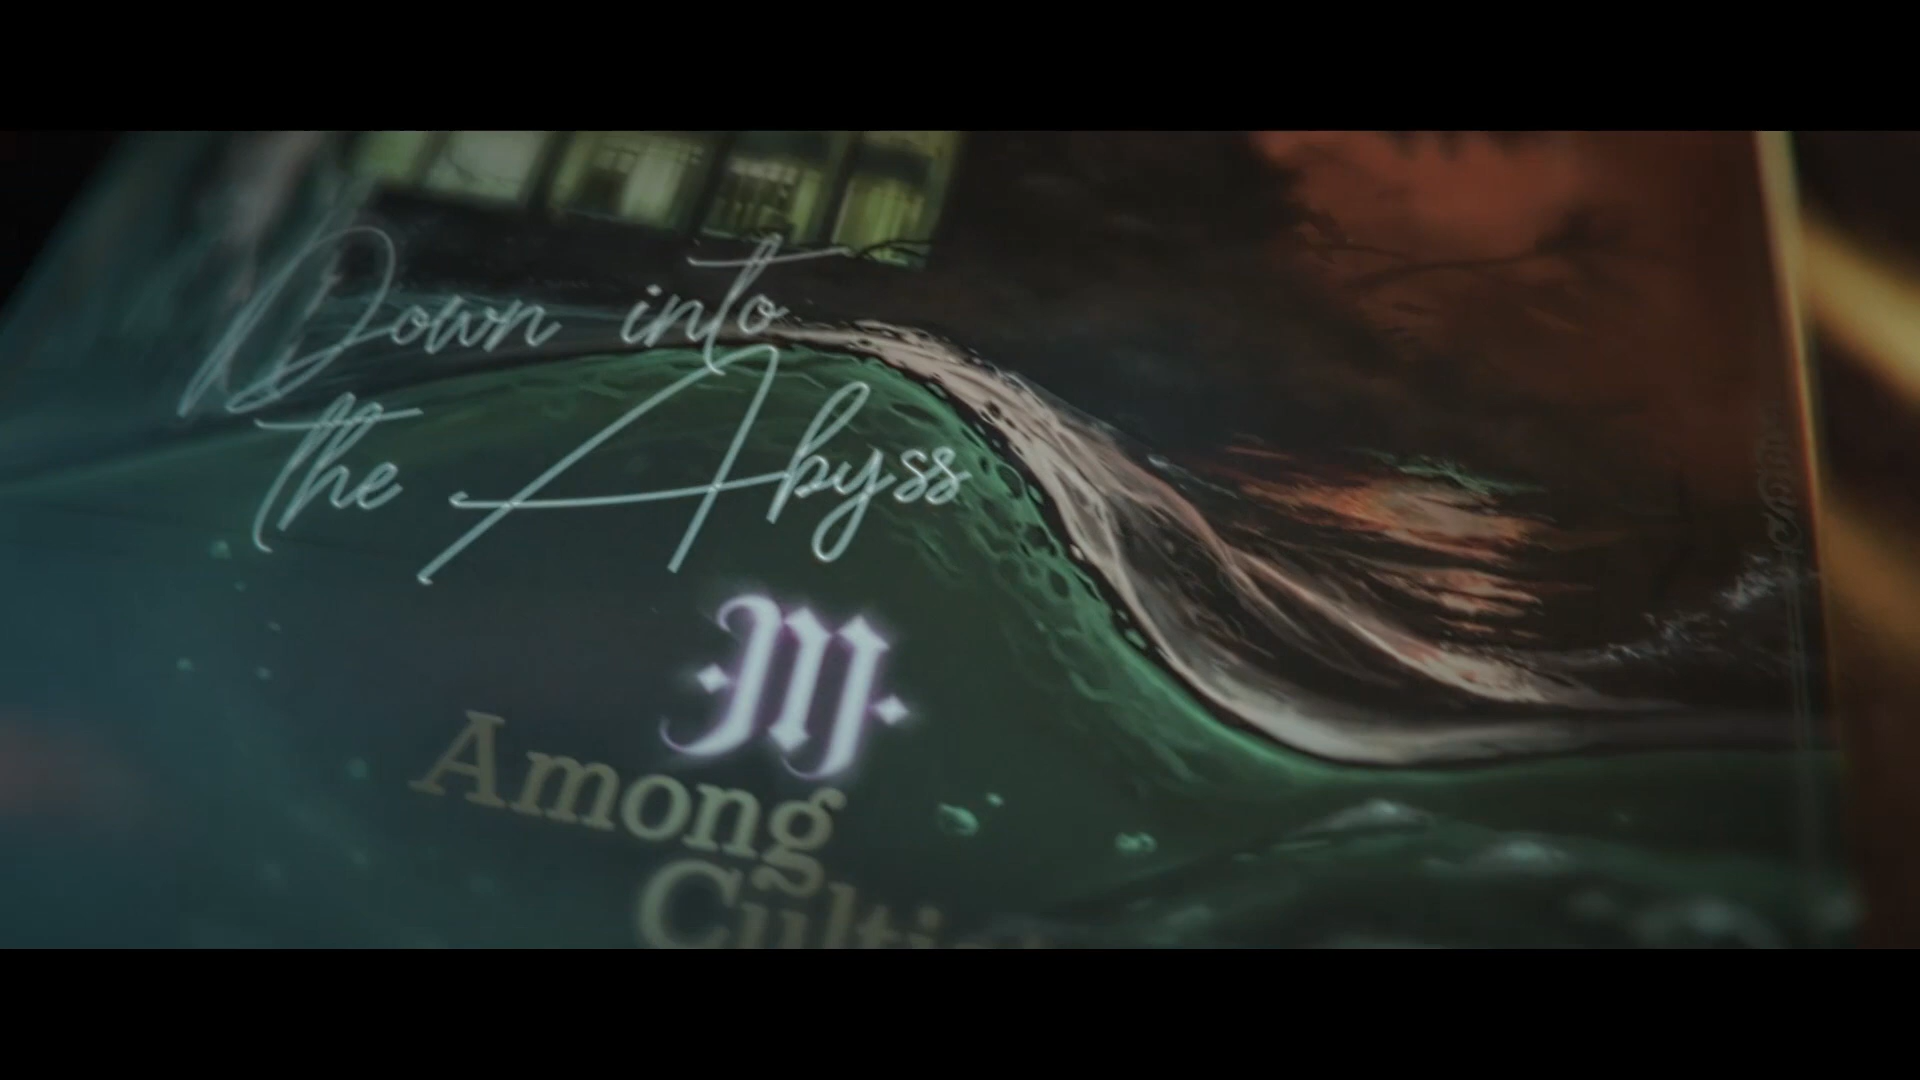 Down into
the Abyss
M
Among